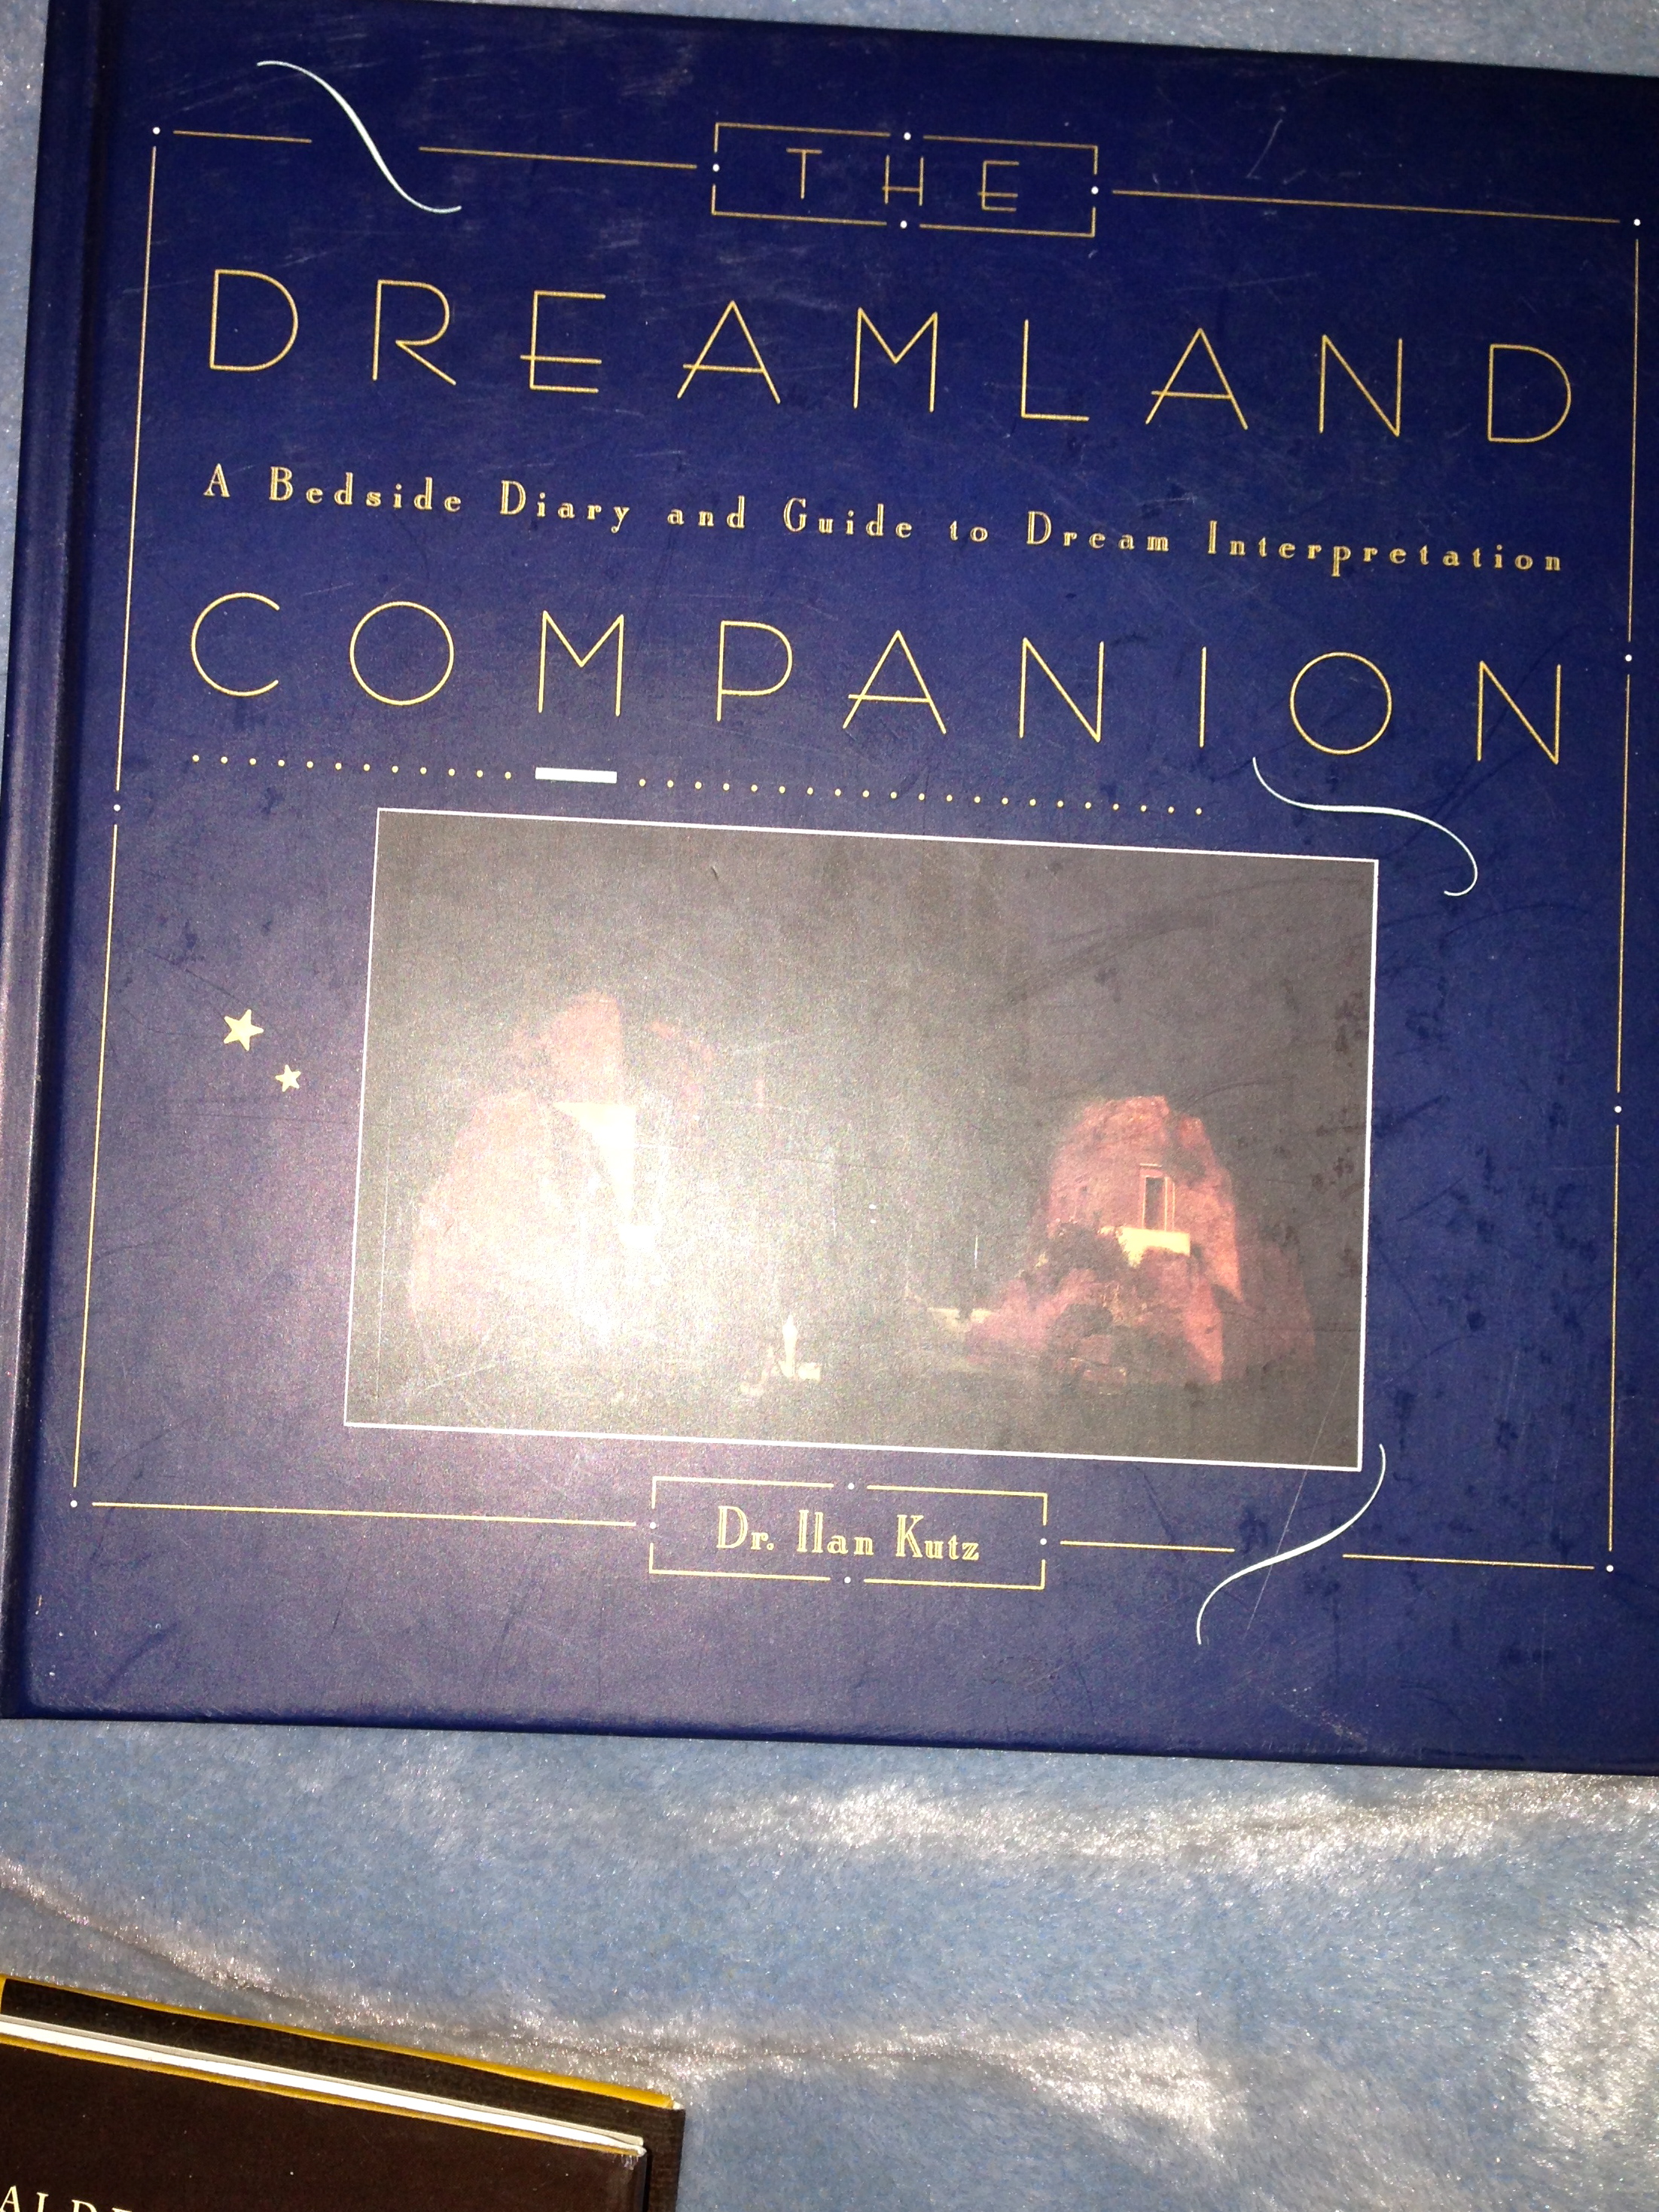 THE
DREAMLAND
A Bedside Diary and Guide to Dream Interpretation
COMPANION
Dr. Ilan Kutz